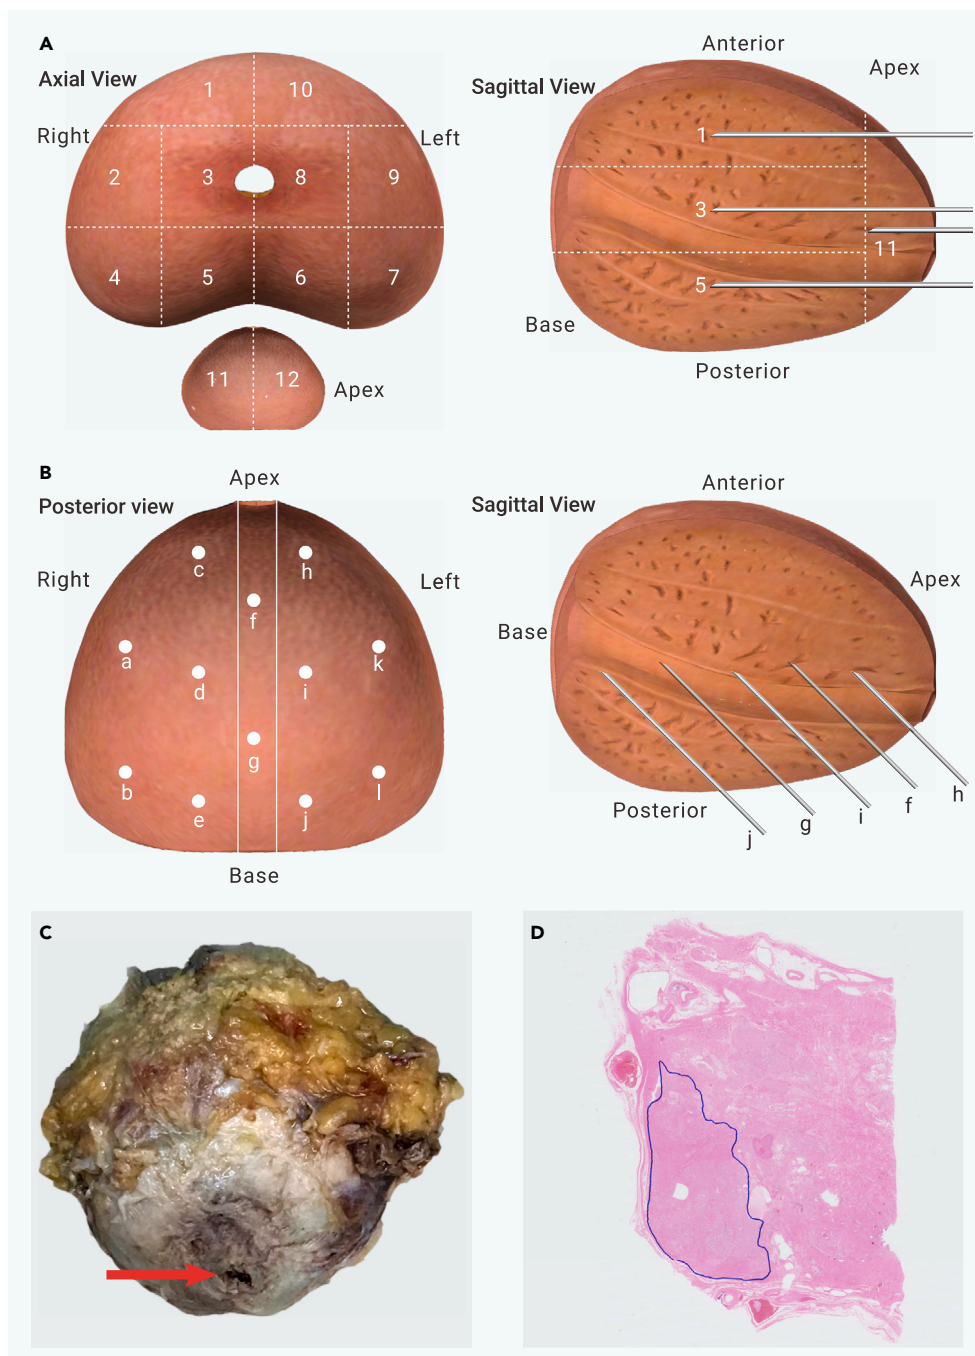 A
Axial View
Anterior
Apex
Sagittal View
1 10
Right
Left
2 3 8 9
4 5 6 7
11 12
Apex
1
3
11
5
Base
Posterior
B
Apex
Posterior view
Right
Left
c h
f
a k
d i
g
b l
e j
Base
Anterior
Sagittal View
Apex
Base
Posterior
j g i f h
C
D